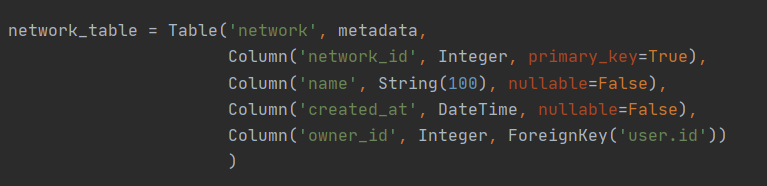 network_table = Table('network', metadata,
                      Column('network_id', Integer, primary_key=True),
                      Column('name', String(100), nullable=False),
                      Column('created_at', DateTime, nullable=False),
                      Column('owner_id', Integer, ForeignKey('user.id'))
                      )